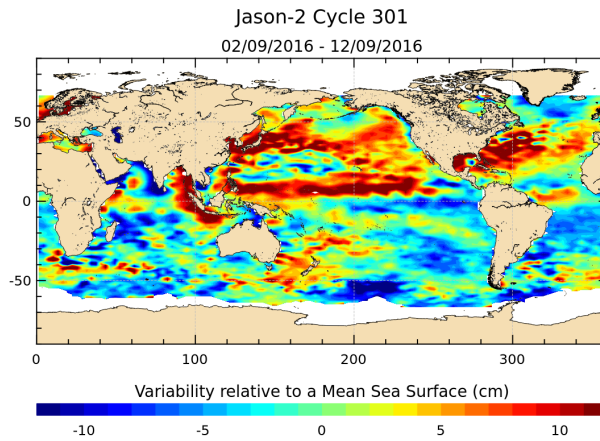 Jason-2 Cycle 301
02/09/2016 - 12/09/2016
50
0
-50
0 100 200 300
Variability relative to a Mean Sea Surface (cm)
-10 -5 0 5 10